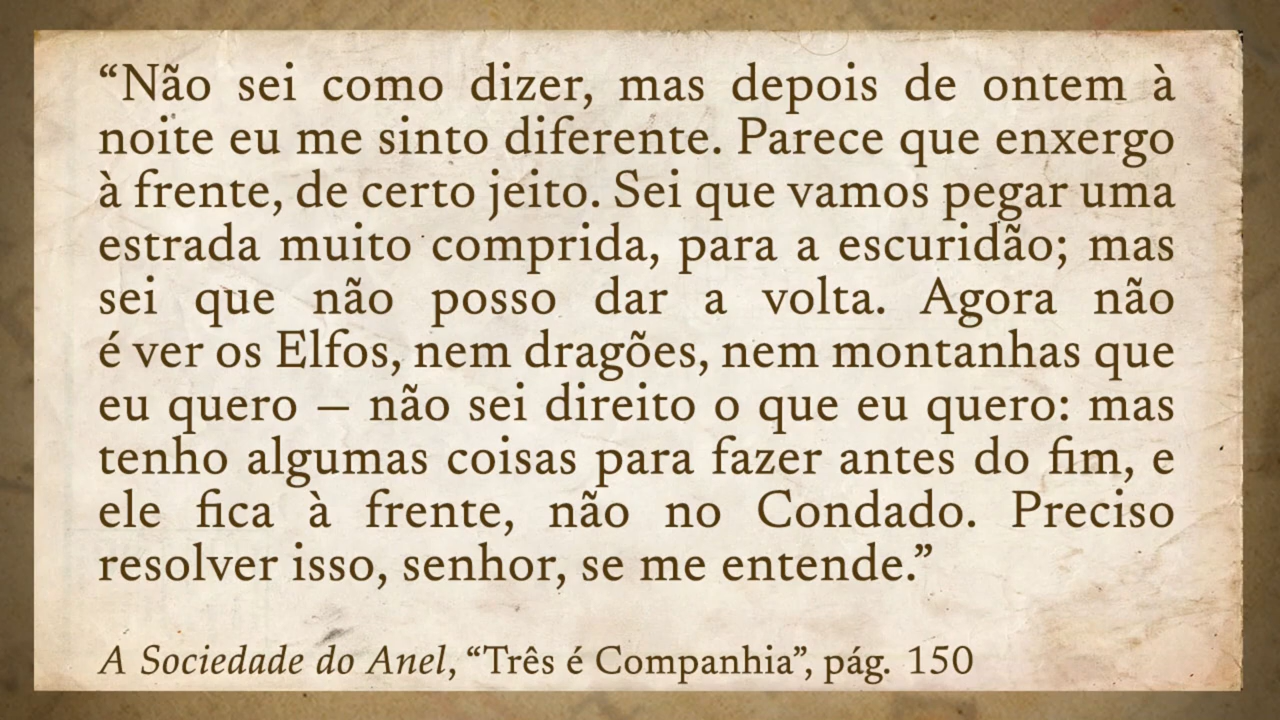 “Não sei como dizer, mas depois de ontem à
noite eu me sinto diferente. Parece que enxergo
à frente, de certo jeito. Sei que vamos pegar uma
estrada muito comprida, para a escuridão; mas
sei que não posso dar a volta. Agora não
é ver os Elfos, nem dragões, nem montanhas que
eu quero — não sei direito o que eu quero: mas
tenho algumas coisas para fazer antes do fim, e
ele fica à frente, não no Condado. Preciso
resolver isso, senhor, se me entende.”
A Sociedade do Anel, “Três é Companhia”, pág. 150